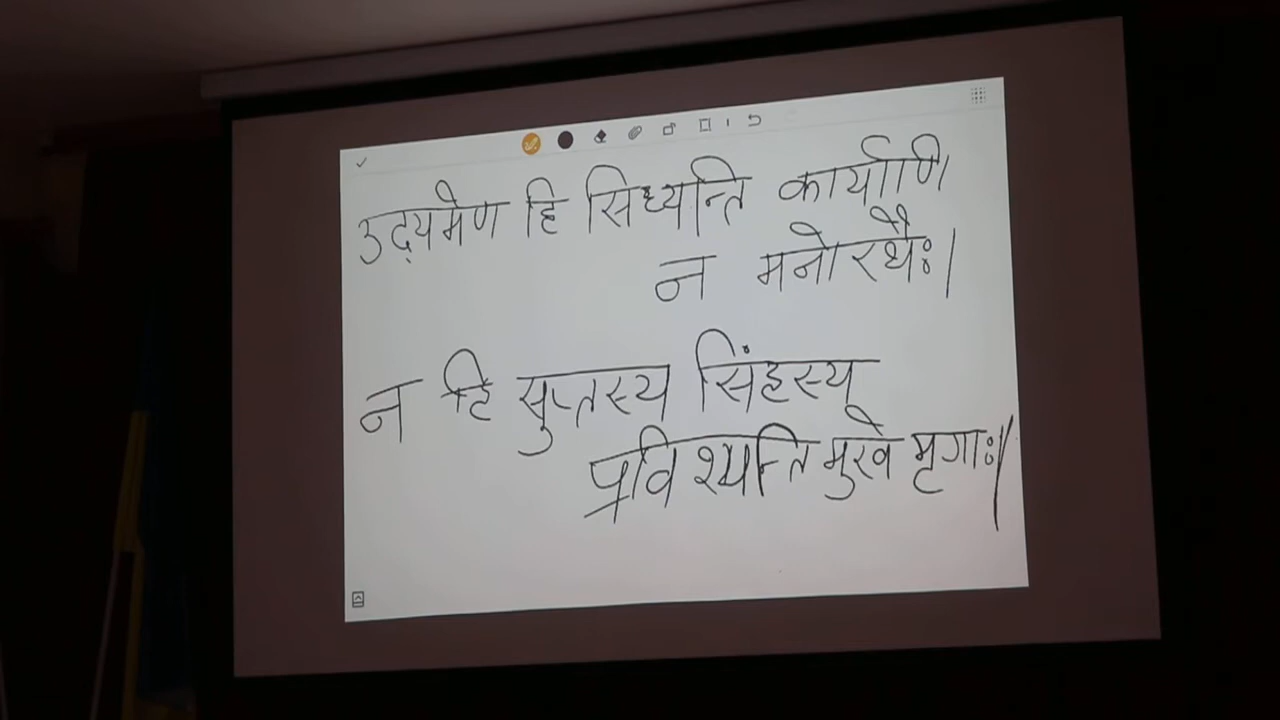 उद्यमेण हि सिध्यन्ति कार्याणि
न मनोरथैः।
न हि सुप्तस्य सिंहस्य
प्रविश्यन्ति मुखे मृगाः।